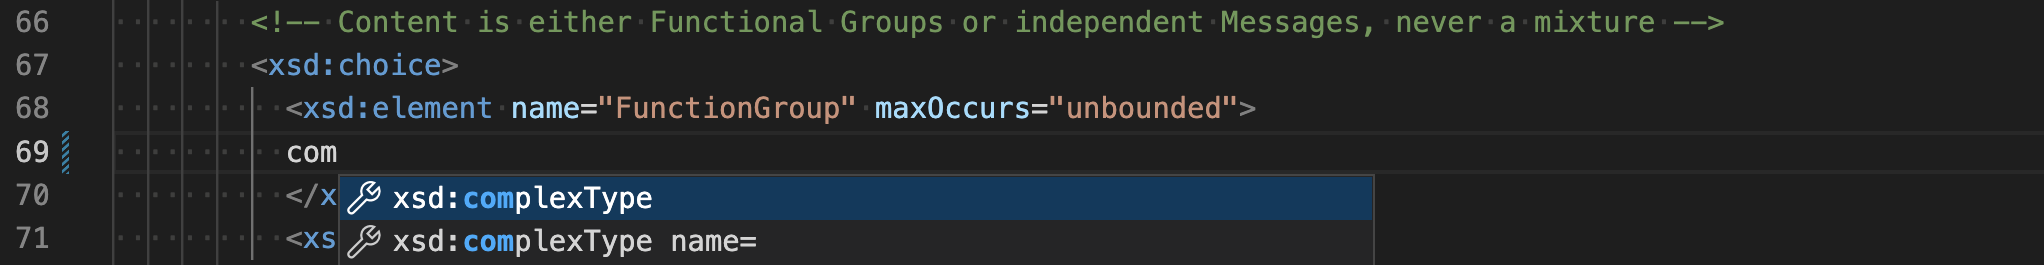 66 <!-- Content is either Functional Groups or independent Messages, never a mixture -->
67 <xsd:choice>
68 <xsd:element name="FunctionGroup" maxOccurs="unbounded">
69 com
70 </x
xsd:complexType
71 <xs
xsd:complexType name=